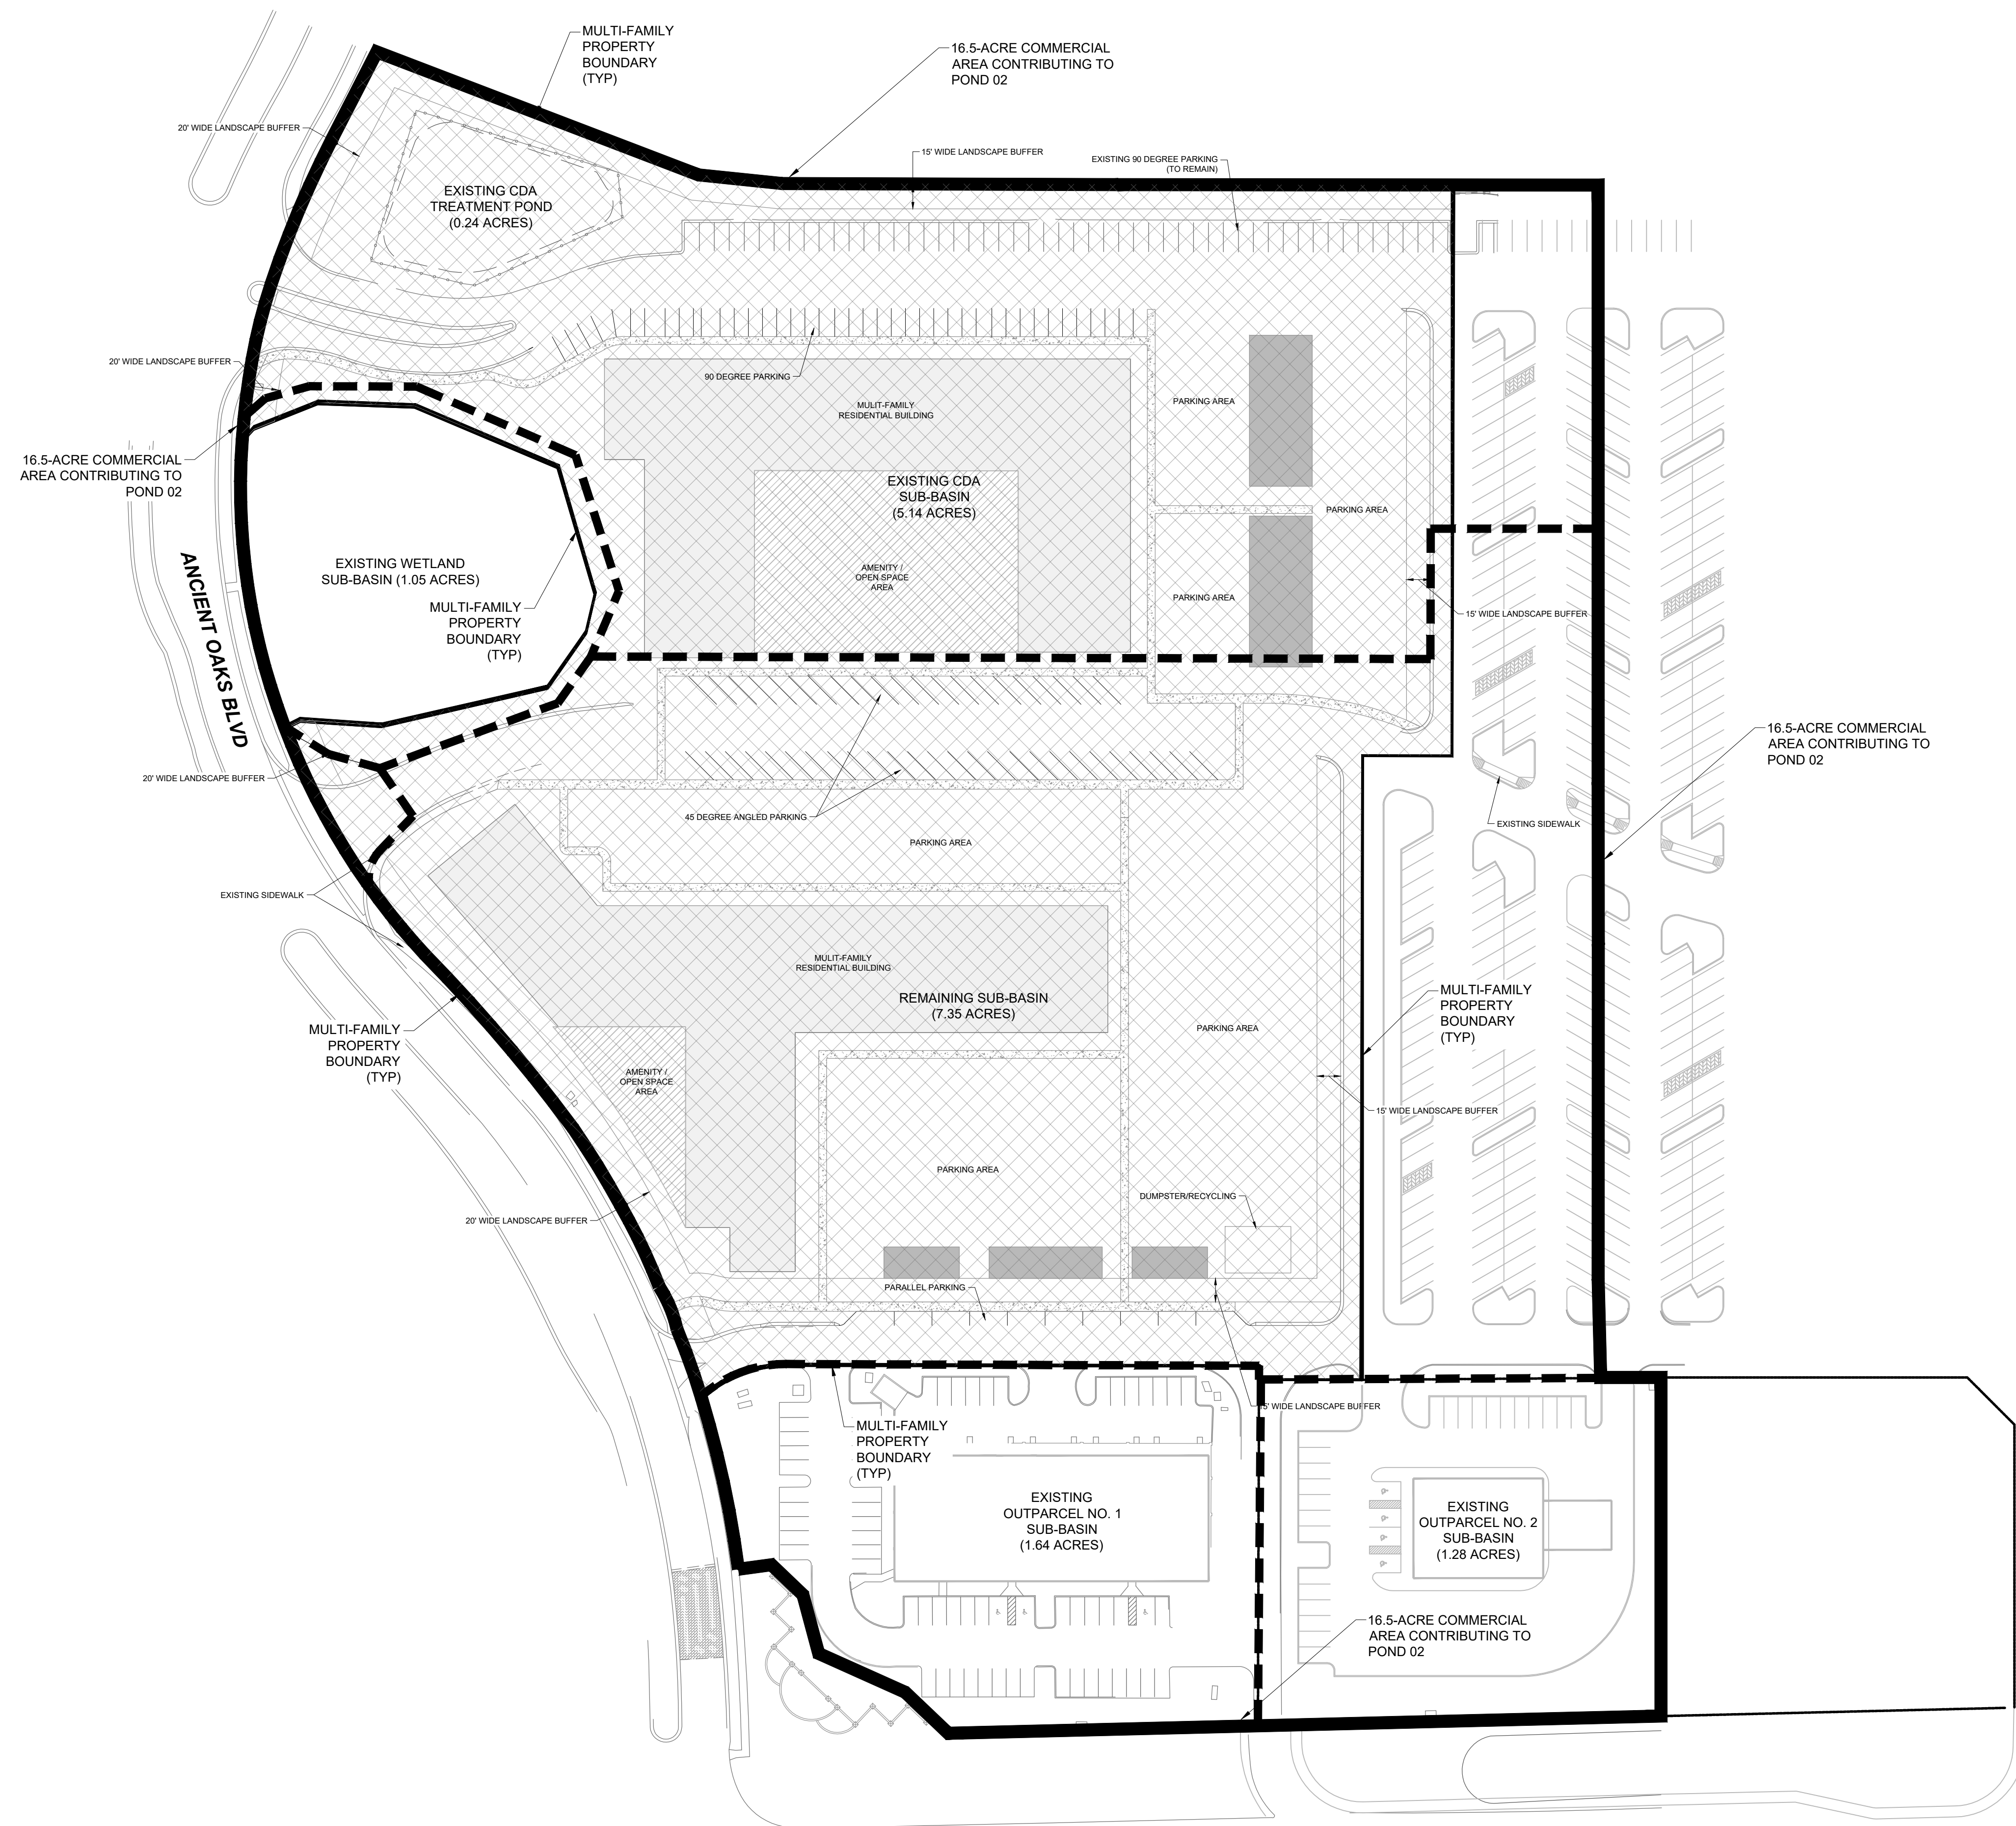 MULTI-FAMILY
PROPERTY
BOUNDARY
(TYP)
16.5-ACRE COMMERCIAL
AREA CONTRIBUTING TO
POND 02
20' WIDE LANDSCAPE BUFFER
15' WIDE LANDSCAPE BUFFER
EXISTING 90 DEGREE PARKING
(TO REMAIN)
EXISTING CDA
TREATMENT POND
(0.24 ACRES)
20' WIDE LANDSCAPE BUFFER
90 DEGREE PARKING
MULIT-FAMILY
RESIDENTIAL BUILDING
PARKING AREA
16.5-ACRE COMMERCIAL
AREA CONTRIBUTING TO
POND 02
EXISTING CDA
SUB-BASIN
(5.14 ACRES)
PARKING AREA
EXISTING WETLAND
SUB-BASIN (1.05 ACRES)
AMENITY /
OPEN SPACE
AREA
PARKING AREA
MULTI-FAMILY
PROPERTY
BOUNDARY
(TYP)
15' WIDE LANDSCAPE BUFFER
ANCIENT OAKS BLVD
16.5-ACRE COMMERCIAL
AREA CONTRIBUTING TO
POND 02
20' WIDE LANDSCAPE BUFFER
45 DEGREE ANGLED PARKING
EXISTING SIDEWALK
PARKING AREA
EXISTING SIDEWALK
MULIT-FAMILY
RESIDENTIAL BUILDING
REMAINING SUB-BASIN
(7.35 ACRES)
MULTI-FAMILY
PROPERTY
BOUNDARY
(TYP)
PARKING AREA
MULTI-FAMILY
PROPERTY
BOUNDARY
(TYP)
AMENITY /
OPEN SPACE
AREA
15' WIDE LANDSCAPE BUFFER
PARKING AREA
DUMPSTER/RECYCLING
20' WIDE LANDSCAPE BUFFER
PARALLEL PARKING
15' WIDE LANDSCAPE BUFFER
MULTI-FAMILY
PROPERTY
BOUNDARY
(TYP)
EXISTING
OUTPARCEL NO. 1
SUB-BASIN
(1.64 ACRES)
EXISTING
OUTPARCEL NO. 2
SUB-BASIN
(1.28 ACRES)
16.5-ACRE COMMERCIAL
AREA CONTRIBUTING TO
POND 02